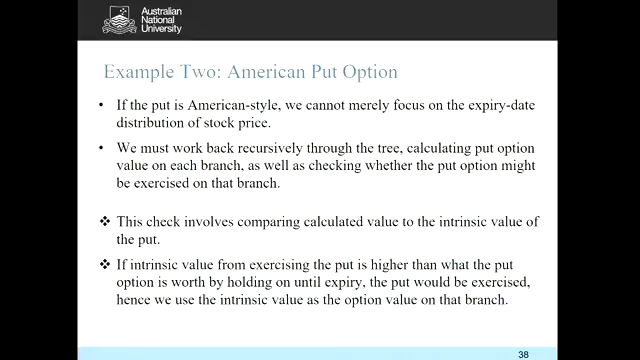 Australian
National
University
Example Two: American Put Option
• If the put is American-style, we cannot merely focus on the expiry-date
distribution of stock price.
• We must work back recursively through the tree, calculating put option
value on each branch, as well as checking whether the put option might
be exercised on that branch.
❖ This check involves comparing calculated value to the intrinsic value of
the put.
❖ If intrinsic value from exercising the put is higher than what the put
option is worth by holding on until expiry, the put would be exercised,
hence we use the intrinsic value as the option value on that branch.
38